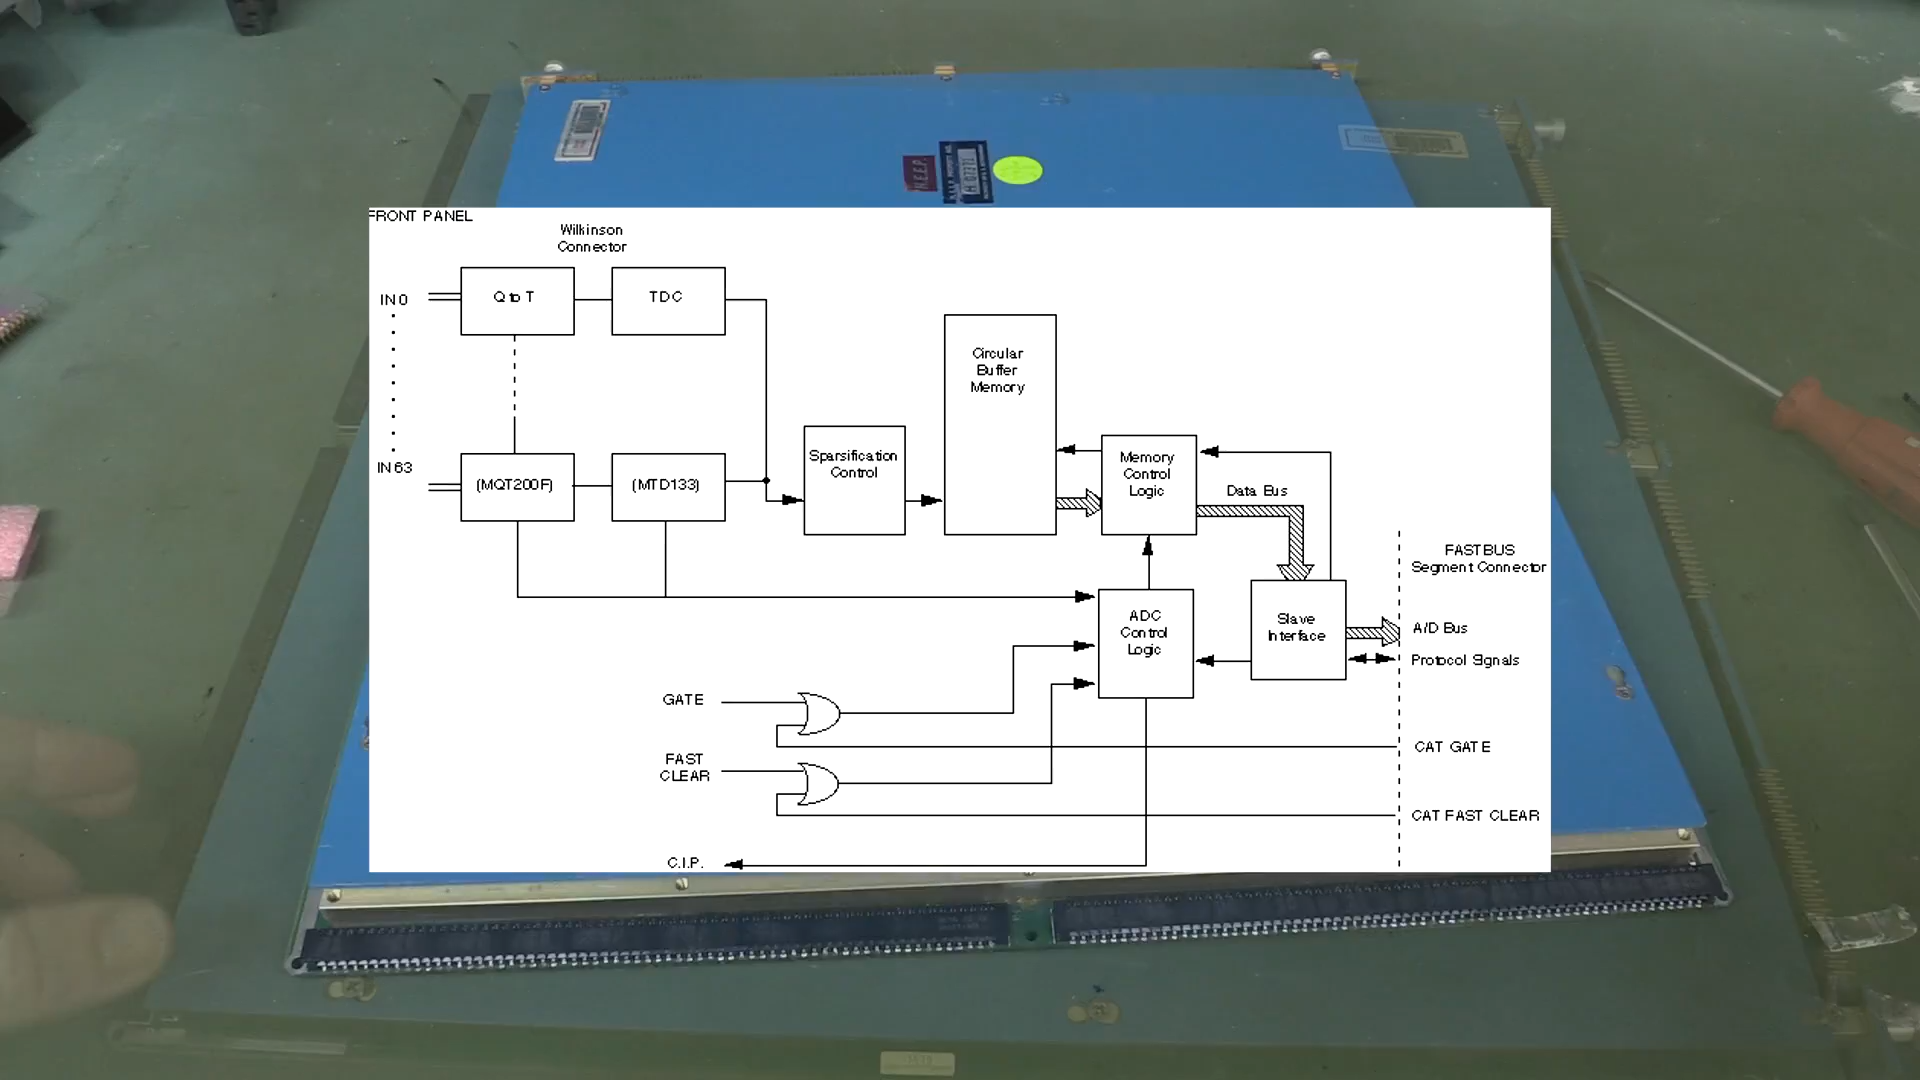 H.E.E.P.
FRONT PANEL
Wilkinson
Connector
IN 0
Q to T
TDC
Circular
Buffer
Memory
Sparsification
Control
Memory
Control
Logic
IN 63
(MQT200F)
(MTD133)
Data Bus
FASTBUS
Segment Connector
ADC
Control
Logic
Slave
Interface
A/D Bus
Protocol Signals
GATE
CAT GATE
FAST
CLEAR
CAT FAST CLEAR
C.I.P.